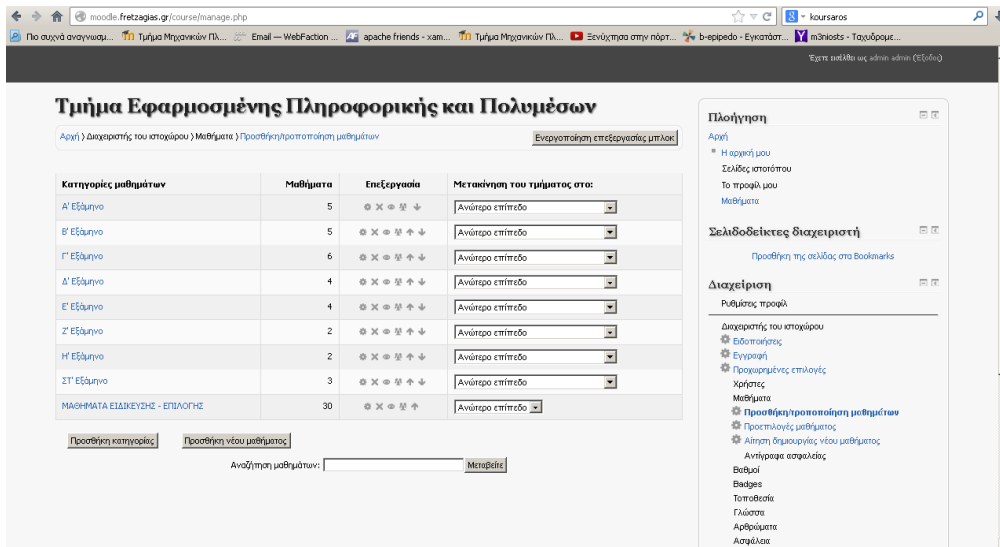 moodle.fretzagias.gr/course/manage.php
koursaros
Πιο συχνά αναγνωσμ... Τμήμα Μηχανικών Πλ... Email — WebFaction ... apache friends - xam... Τμήμα Μηχανικών Πλ... Ξενύχτησα στην πόρτ... b-epipedo - Εγκατάστ... m3niosts - Ταχυδρομε...
Έχετε εισέλθει ως admin admin (Έξοδος)
Τμήμα Εφαρμοσμένης Πληροφορικής και Πολυμέσων
Αρχή Διαχειριστής του ιστοχώρου Μαθήματα Προσθήκη/τροποποίηση μαθημάτων
Ενεργοποίηση επεξεργασίας μπλοκ
Κατηγορίες μαθημάτων Μαθήματα Επεξεργασία Μετακίνηση του τμήματος στο:
Α' Εξάμηνο 5 Ανώτερο επίπεδο
Β' Εξάμηνο 5 Ανώτερο επίπεδο
Γ' Εξάμηνο 6 Ανώτερο επίπεδο
Δ' Εξάμηνο 4 Ανώτερο επίπεδο
Ε' Εξάμηνο 4 Ανώτερο επίπεδο
Ζ' Εξάμηνο 2 Ανώτερο επίπεδο
Η' Εξάμηνο 2 Ανώτερο επίπεδο
ΣΤ' Εξάμηνο 3 Ανώτερο επίπεδο
ΜΑΘΗΜΑΤΑ ΕΙΔΙΚΕΥΣΗΣ - ΕΠΙΛΟΓΗΣ 30 Ανώτερο επίπεδο
Προσθήκη κατηγορίας Προσθήκη νέου μαθήματος
Αναζήτηση μαθημάτων: Μεταβείτε
Πλοήγηση
Αρχή
Η αρχική μου
Σελίδες ιστοτόπου
Το προφίλ μου
Μαθήματα
Σελιδοδείκτες διαχειριστή
Προσθήκη της σελίδας στα Bookmarks
Διαχείριση
Ρυθμίσεις προφίλ
Διαχειριστής του ιστοχώρου
Ειδοποιήσεις
Εγγραφή
Προχωρημένες επιλογές
Χρήστες
Μαθήματα
Προσθήκη/τροποποίηση μαθημάτων
Προεπιλογές μαθήματος
Αίτηση δημιουργίας νέου μαθήματος
Αντίγραφα ασφαλείας
Βαθμοί
Badges
Τοποθεσία
Γλώσσα
Αρθρώματα
Ασφάλεια